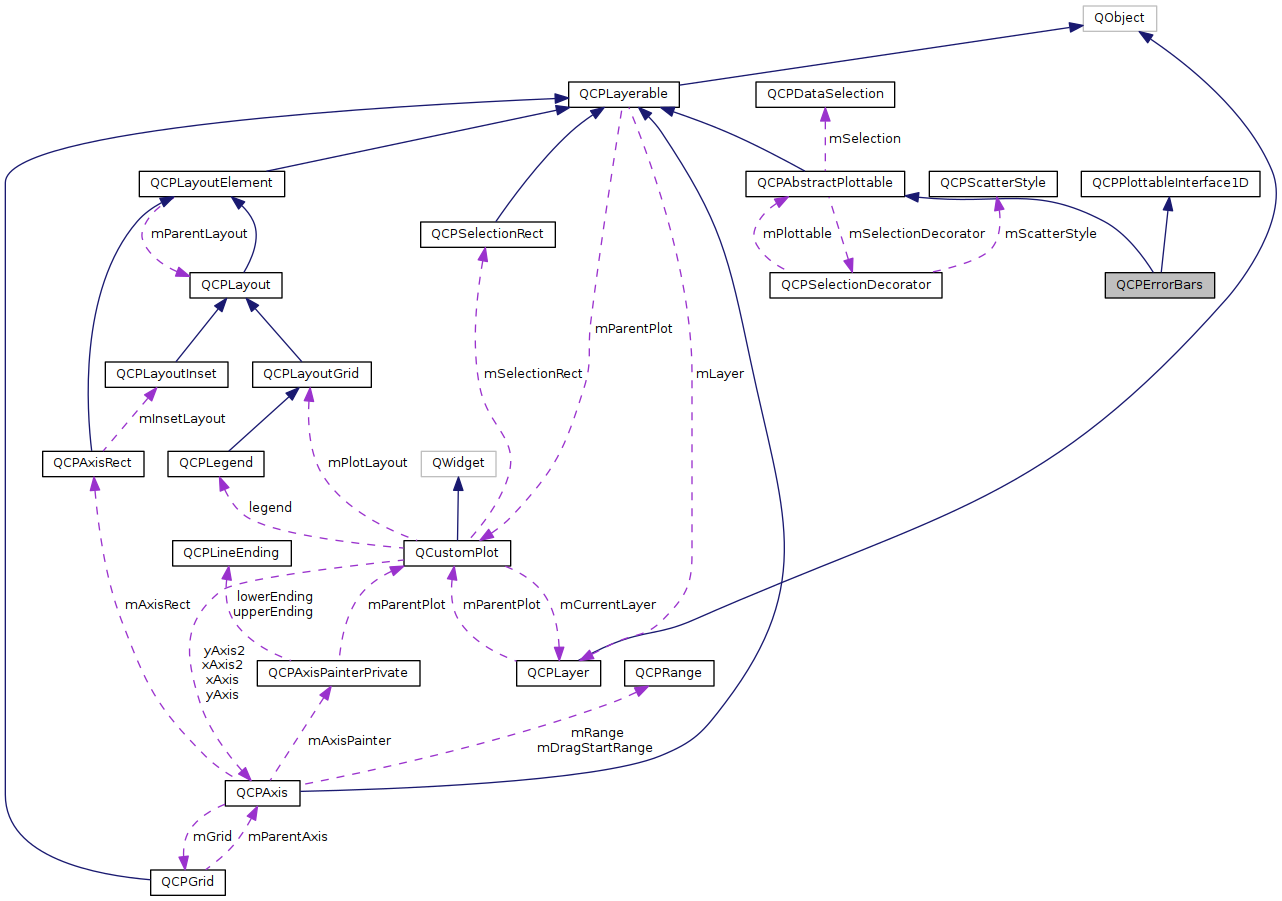 QObject
QCPLayerable
QCPDataSelection
mSelection
QCPLayoutElement
QCPAbstractPlottable
QCPScatterStyle
QCPPlottableInterface1D
mParentLayout
QCPSelectionRect
mPlottable
mSelectionDecorator
mScatterStyle
QCPLayout
QCPSelectionDecorator
QCPErrorBars
mParentPlot
QCPLayoutInset
QCPLayoutGrid
mSelectionRect
mLayer
mInsetLayout
QCPAxisRect
QCPLegend
mPlotLayout
QWidget
legend
QCPLineEnding
QCustomPlot
mAxisRect
lowerEnding
upperEnding
mParentPlot
mParentPlot
mCurrentLayer
yAxis2
xAxis2
xAxis
yAxis
QCPAxisPainterPrivate
QCPLayer
QCPRange
mAxisPainter
mRange
mDragStartRange
QCPAxis
mGrid
mParentAxis
QCPGrid